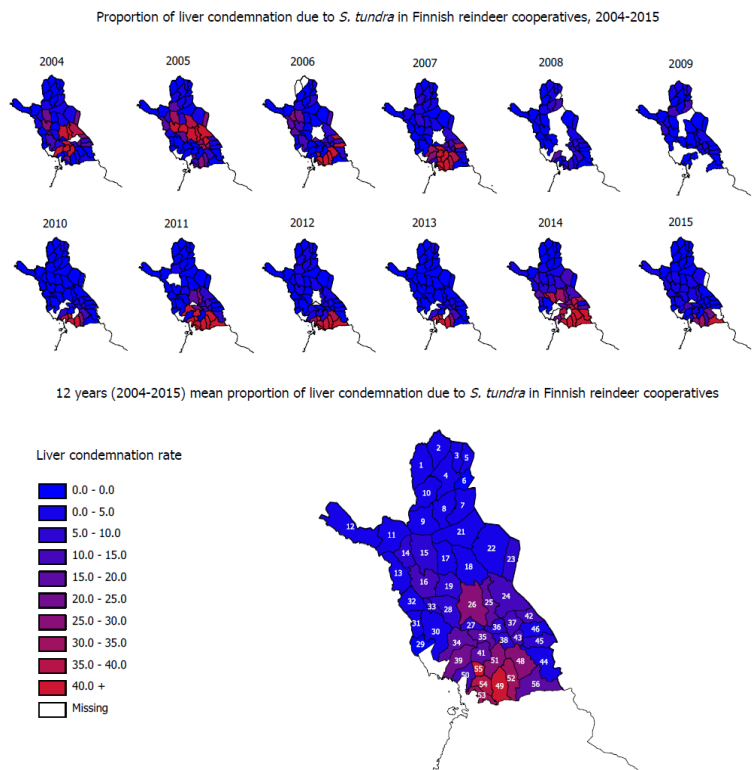 Proportion of liver condemnation due to S. tundra in Finnish reindeer cooperatives, 2004-2015
2004 2005 2006 2007 2008 2009
2010 2011 2012 2013 2014 2015
12 years (2004-2015) mean proportion of liver condemnation due to S. tundra in Finnish reindeer cooperatives
Liver condemnation rate
0.0 - 0.0
0.0 - 5.0
5.0 - 10.0
10.0 - 15.0
15.0 - 20.0
20.0 - 25.0
25.0 - 30.0
30.0 - 35.0
35.0 - 40.0
40.0 +
Missing
2
3 5
1 4
6
10
7
8
9
12 11 21
14 15 22
17 23
13 18
16 19
32 33 28 26 25 24
31 30 27 36 37 42
29 34 35 38 43 46
45
39 41 51 48 44
50 55 52
54 49 56
53